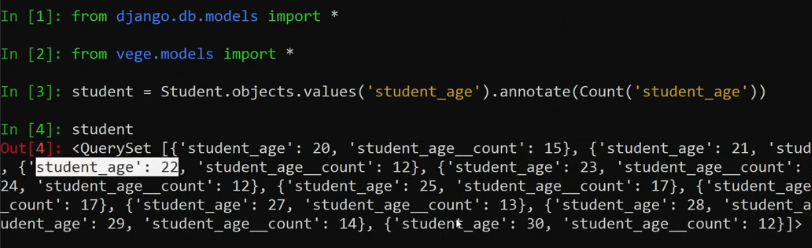 In [1]: from django.db.models import *
In [2]: from vege.models import *
In [3]: student = Student.objects.values('student_age').annotate(Count('student_age'))
In [4]: student
Out[4]: <QuerySet [{'student_age': 20, 'student_age__count': 15}, {'student_age': 21, 'stud
, {'student_age': 22, 'student_age__count': 12}, {'student_age': 23, 'student_age__count':
24, 'student_age__count': 12}, {'student_age': 25, 'student_age__count': 17}, {'student_age
_count': 17}, {'student_age': 27, 'student_age__count': 13}, {'student_age': 28, 'student_a
udent_age': 29, 'student_age__count': 14}, {'student_age': 30, 'student_age__count': 12}]>